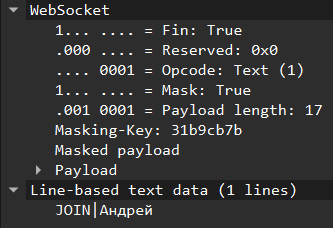 WebSocket
1... .... = Fin: True
.000 .... = Reserved: 0x0
.... 0001 = Opcode: Text (1)
1... .... = Mask: True
.001 0001 = Payload length: 17
Masking-Key: 31b9cb7b
Masked payload
Payload
Line-based text data (1 lines)
JOIN|Андрей